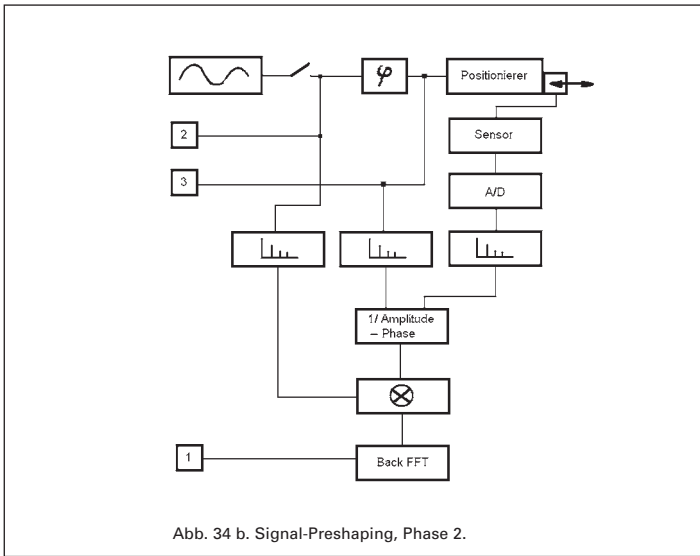 φ
Positionierer
2
Sensor
3
A/D
1/ Amplitude
– Phase
1
Back FFT
Abb. 34 b. Signal-Preshaping, Phase 2.